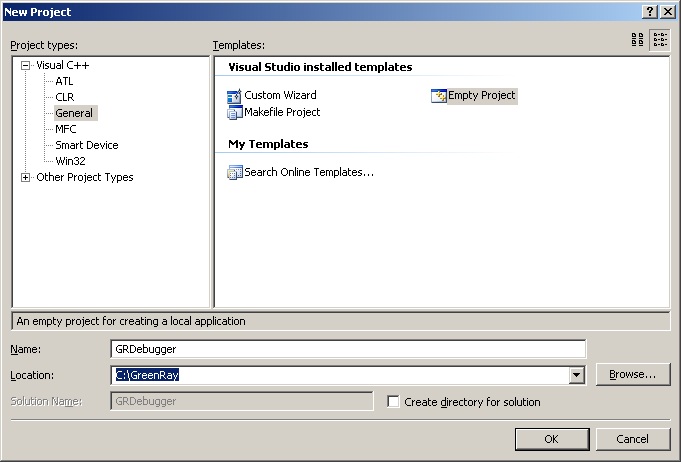 New Project
Project types:
Templates:
Visual C++
ATL
CLR
General
MFC
Smart Device
Win32
Other Project Types
Visual Studio installed templates
Custom Wizard
Empty Project
Makefile Project
My Templates
Search Online Templates...
An empty project for creating a local application
Name:
GRDebugger
Location:
C:\GreenRay
Browse...
Solution Name:
GRDebugger
Create directory for solution
OK
Cancel